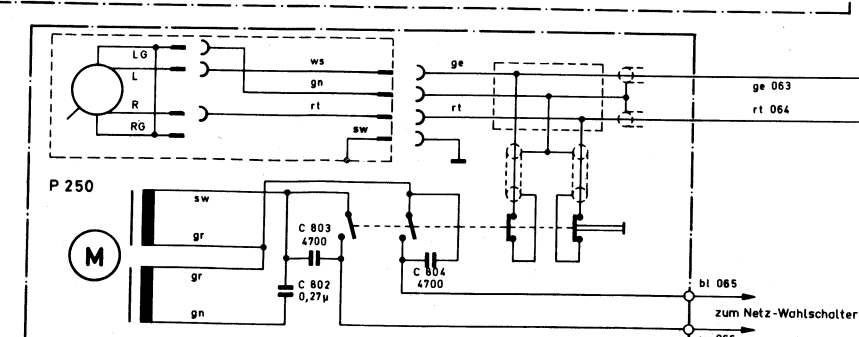 LG
ws
ge
L
gn
ge 063
R
rt
rt
rt 064
RG
sw
P 250
sw
C 803
4700
M
gr
gr
C 804
4700
C 802
0,27µ
gn
bl 065
zum Netz-Wahlschalter